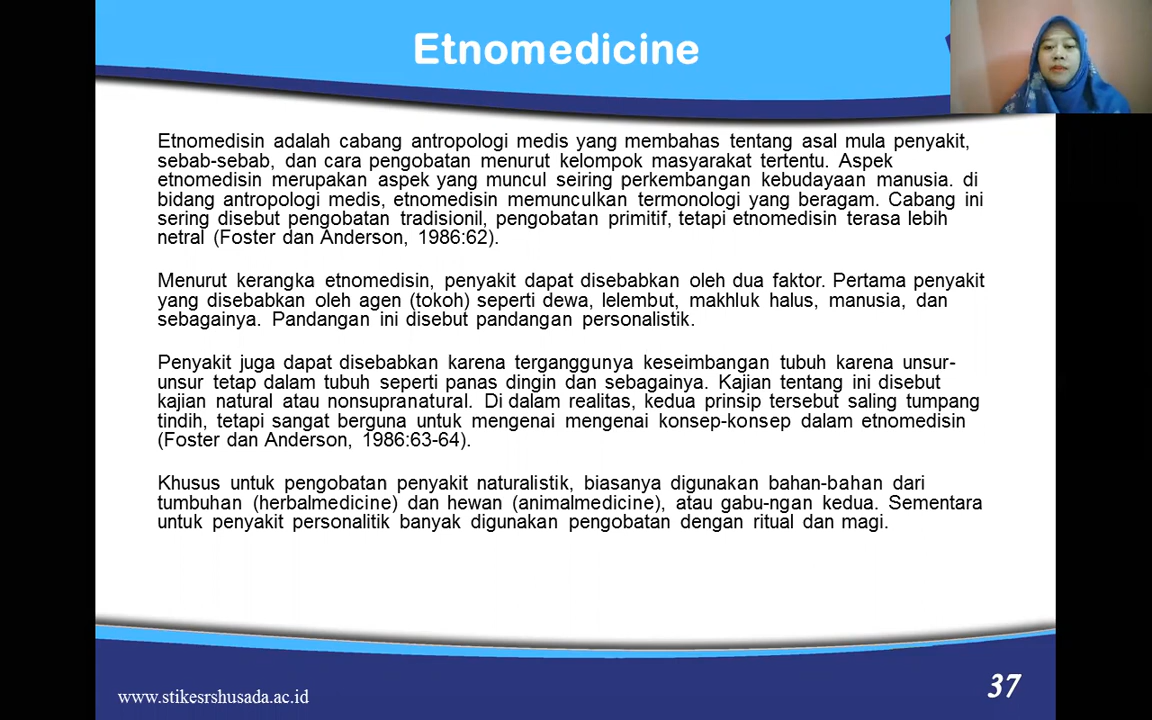 Etnomedicine
Etnomedisin adalah cabang antropologi medis yang membahas tentang asal mula penyakit,
sebab-sebab, dan cara pengobatan menurut kelompok masyarakat tertentu. Aspek
etnomedisin merupakan aspek yang muncul seiring perkembangan kebudayaan manusia. di
bidang antropologi medis, etnomedisin memunculkan termonologi yang beragam. Cabang ini
sering disebut pengobatan tradisionil, pengobatan primitif, tetapi etnomedisin terasa lebih
netral (Foster dan Anderson, 1986:62).
Menurut kerangka etnomedisin, penyakit dapat disebabkan oleh dua faktor. Pertama penyakit
yang disebabkan oleh agen (tokoh) seperti dewa, lelembut, makhluk halus, manusia, dan
sebagainya. Pandangan ini disebut pandangan personalistik.
Penyakit juga dapat disebabkan karena terganggunya keseimbangan tubuh karena unsur-
unsur tetap dalam tubuh seperti panas dingin dan sebagainya. Kajian tentang ini disebut
kajian natural atau nonsupranatural. Di dalam realitas, kedua prinsip tersebut saling tumpang
tindih, tetapi sangat berguna untuk mengenai mengenai konsep-konsep dalam etnomedisin
(Foster dan Anderson, 1986:63-64).
Khusus untuk pengobatan penyakit naturalistik, biasanya digunakan bahan-bahan dari
tumbuhan (herbalmedicine) dan hewan (animalmedicine), atau gabu-ngan kedua. Sementara
untuk penyakit personalitik banyak digunakan pengobatan dengan ritual dan magi.
www.stikesrshusada.ac.id
37